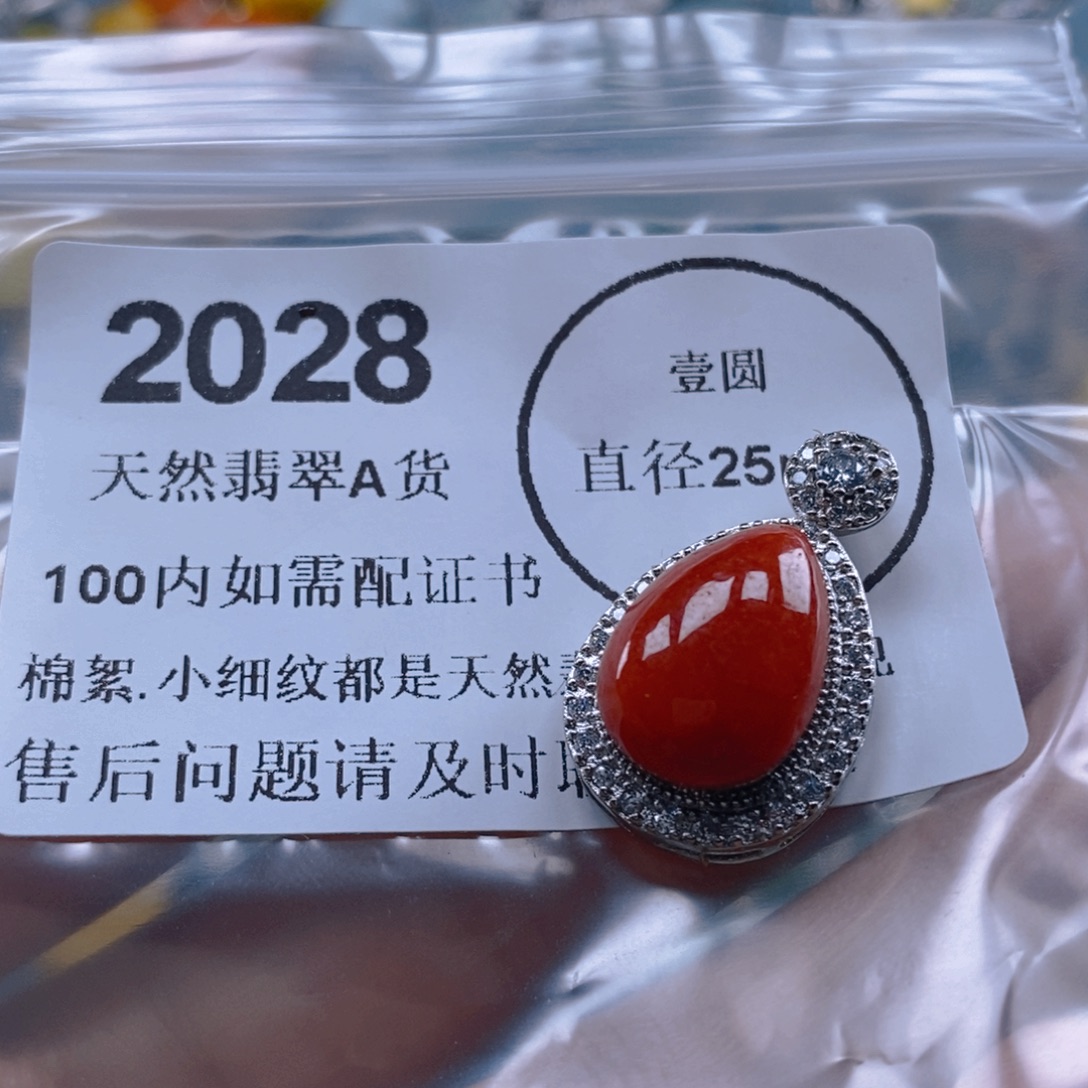 2028
壹圆
直径25
天然翡翠A货
100内如需配证书
棉絮.小细纹都是天然
售后问题请及时